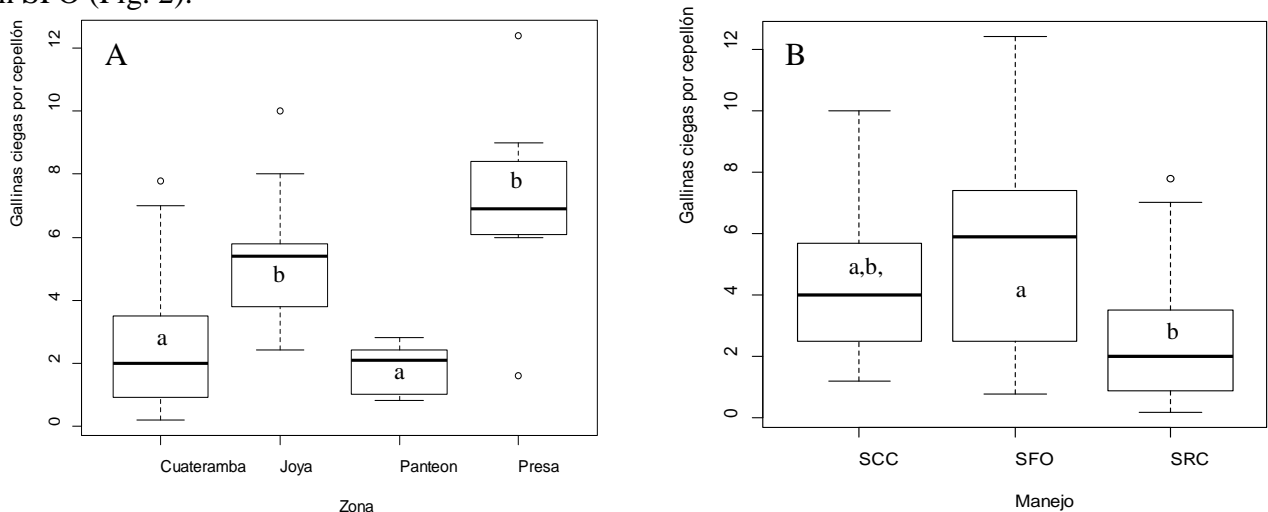 SFO (Fig. 2).
A
Gallinas ciegas por cepellón
12
10
8
6
4
2
0
a
b
a
b
Cuateramba Joya Panteon Presa
Zona
B
Gallinas ciegas por cepellón
12
10
8
6
4
2
0
a,b,
a
b
SCC SFO SRC
Manejo